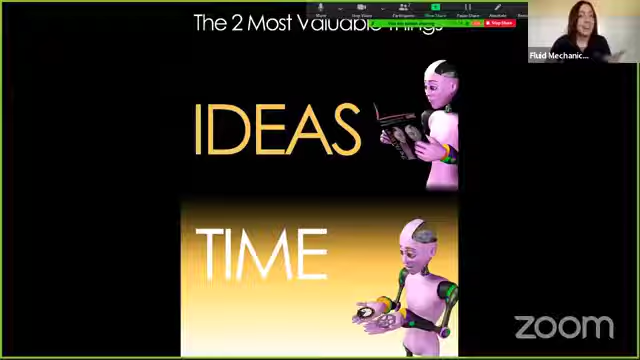 The 2 Most Valuable Things
Fluid Mechanic...
IDEAS
TIME
zoom